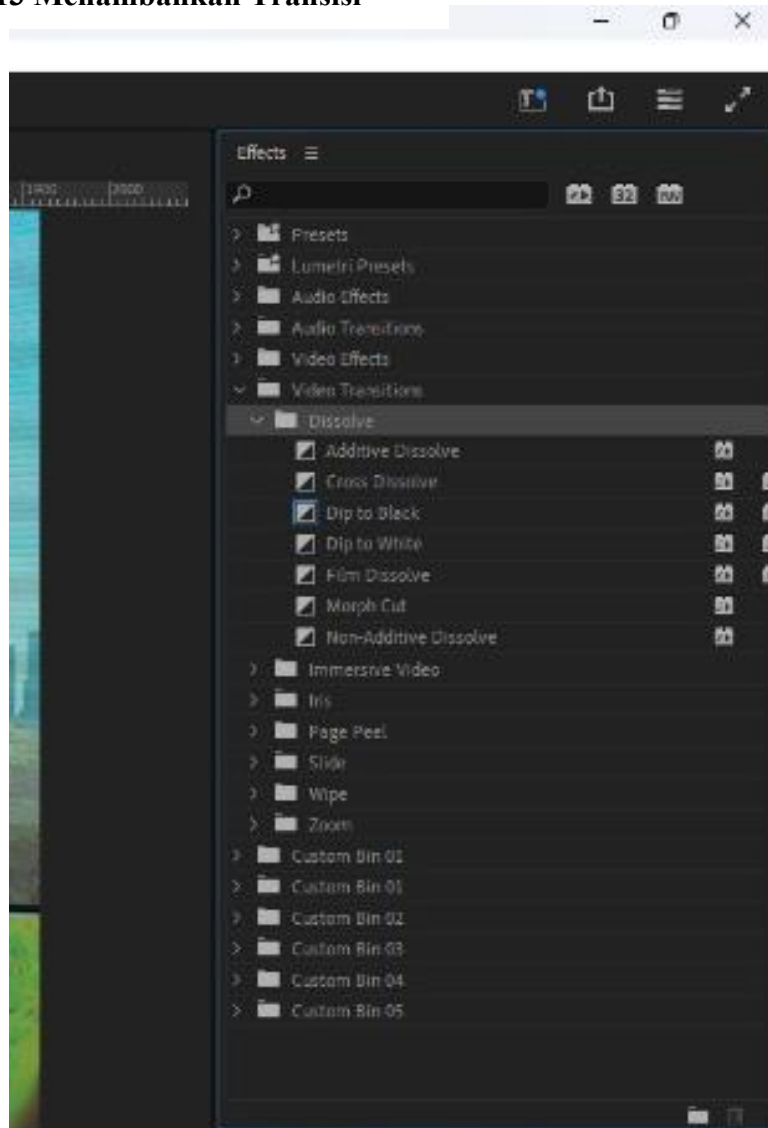 Menambahkan Transisi
Effects
1900 2000
32
Presets
Lumetri Presets
Audio Effects
Audio Transitions
Video Effects
Video Transitions
Dissolve
Additive Dissolve
Cross Dissolve
Dip to Black
Dip to White
Film Dissolve
Morph Cut
Non-Additive Dissolve
Immersive Video
Iris
Page Peel
Slide
Wipe
Zoom
Custom Bin 01
Custom Bin 01
Custom Bin 02
Custom Bin 03
Custom Bin 04
Custom Bin 05